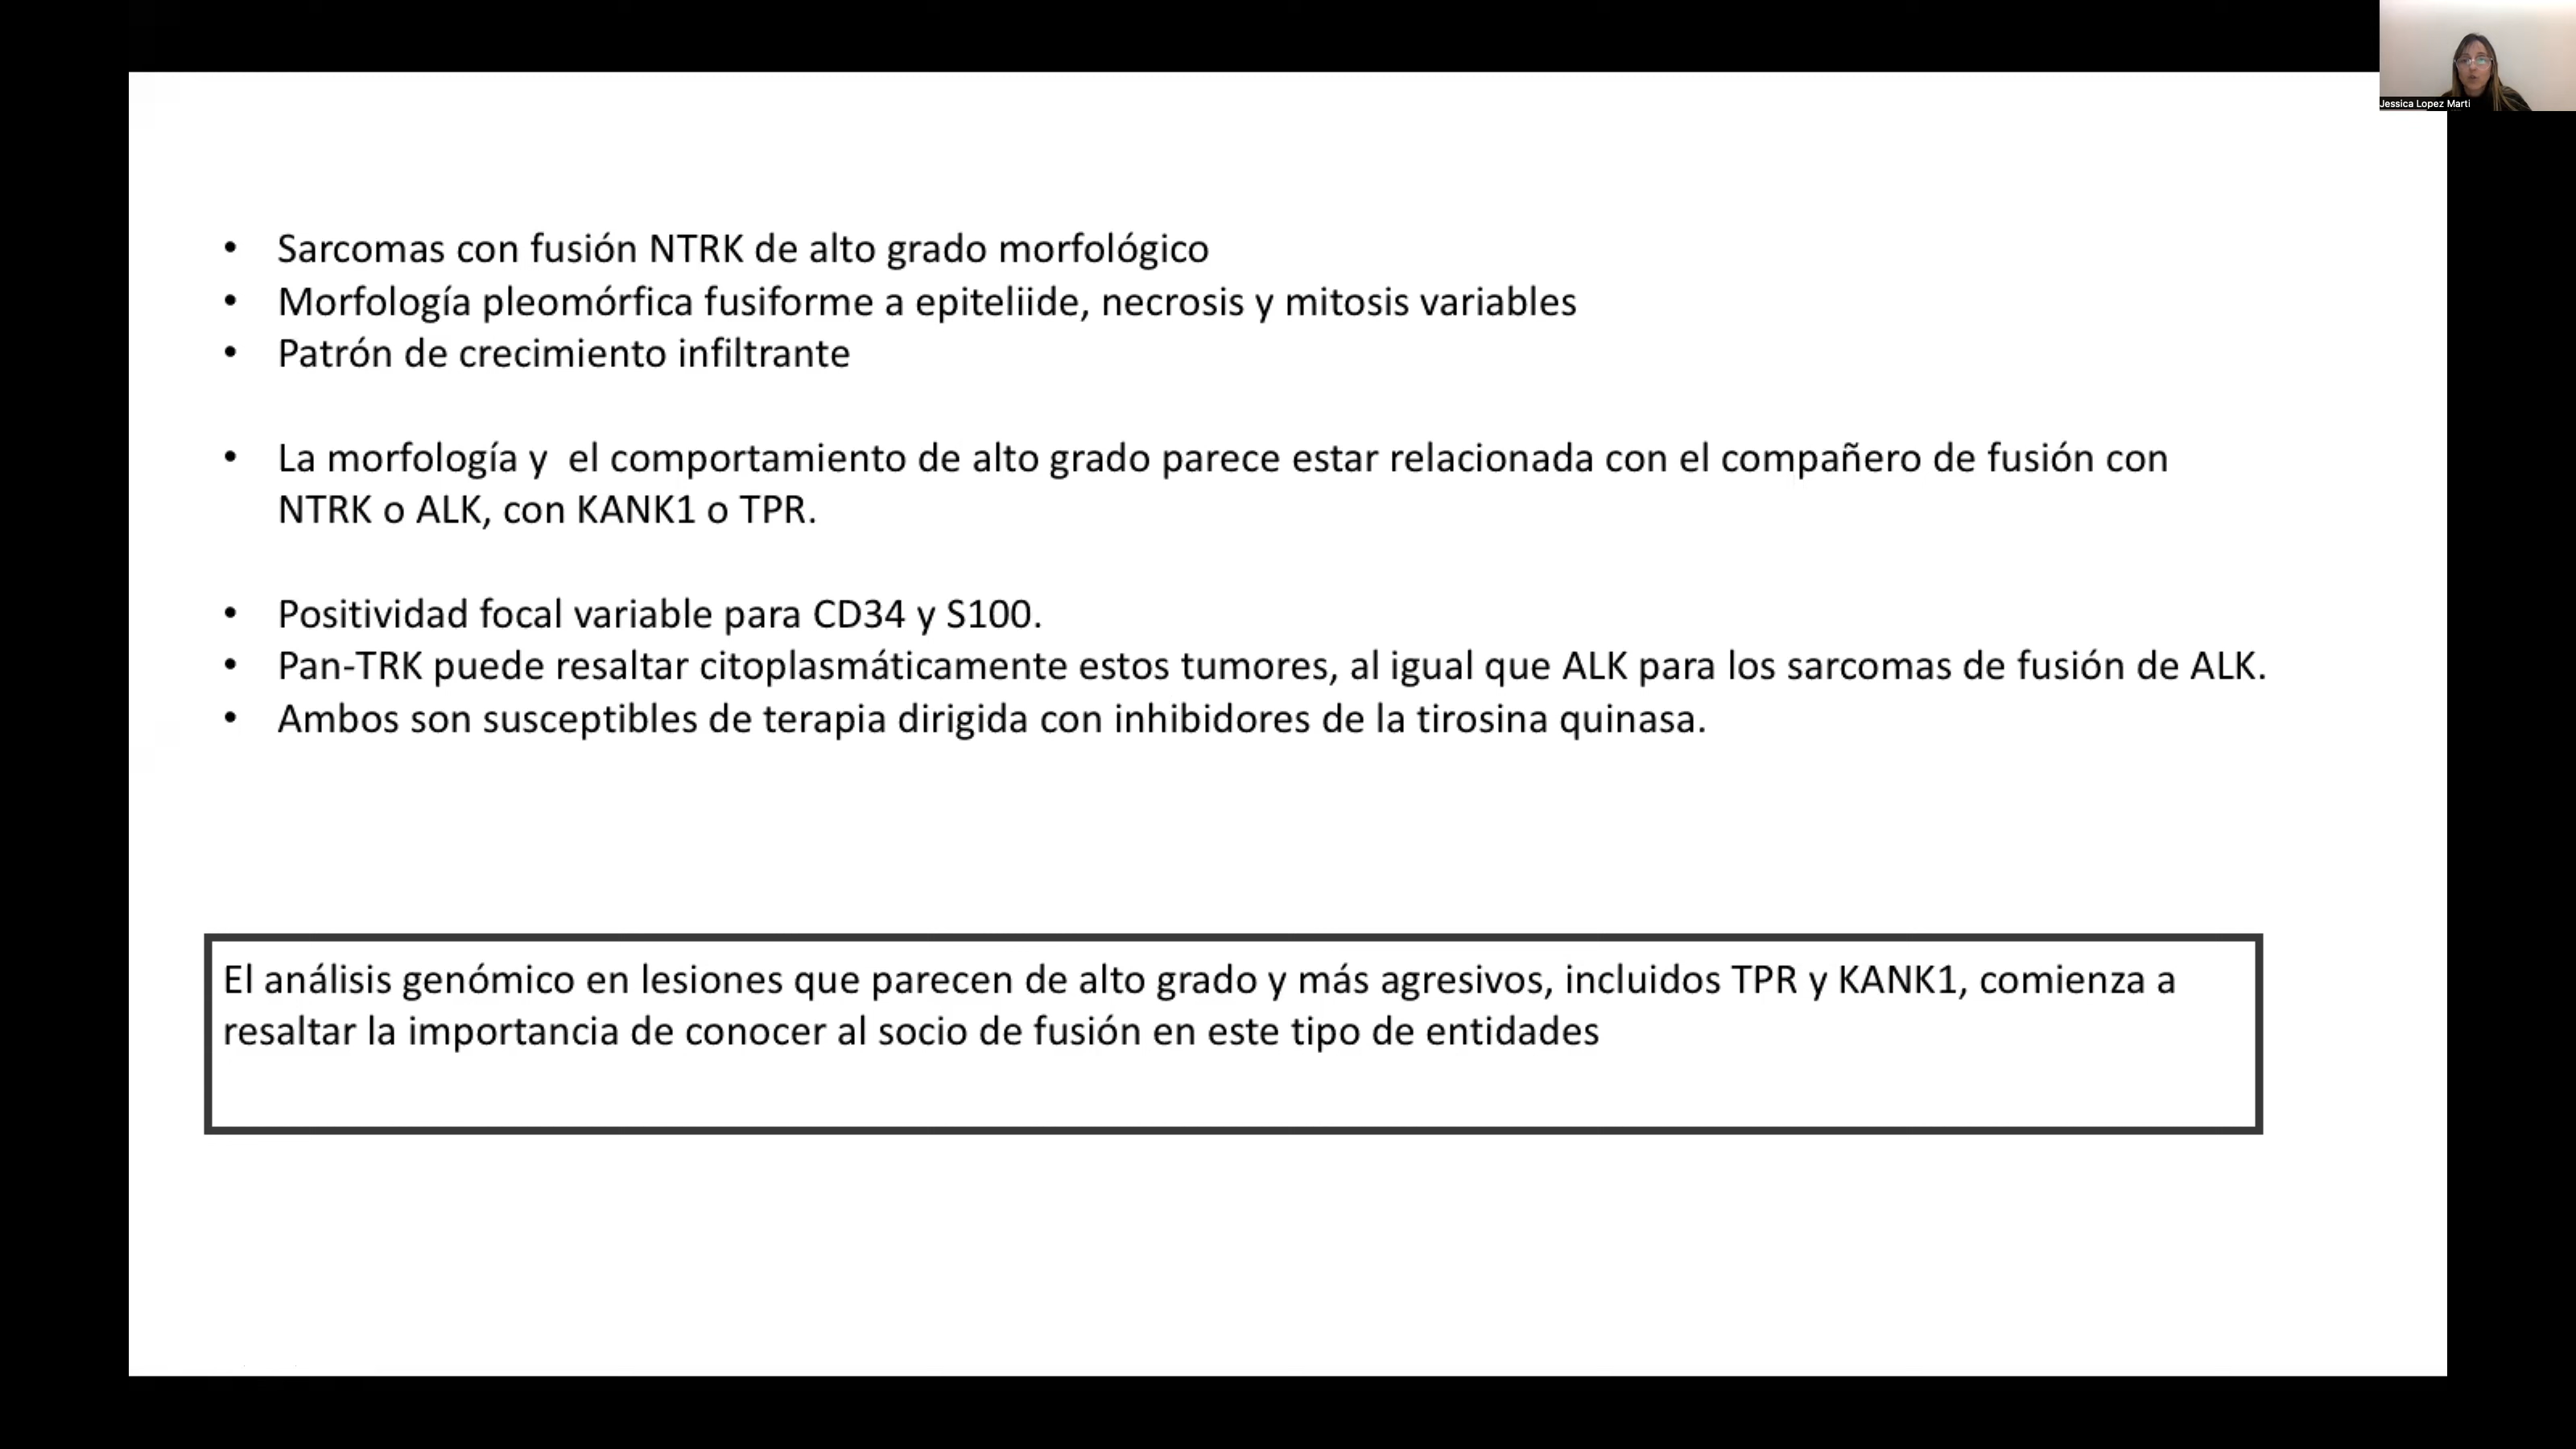 Jessica Lopez Marti
• Sarcomas con fusión NTRK de alto grado morfológico
• Morfología pleomórfica fusiforme a epiteliide, necrosis y mitosis variables
• Patrón de crecimiento infiltrante
• La morfología y  el comportamiento de alto grado parece estar relacionada con el compañero de fusión con
NTRK o ALK, con KANK1 o TPR.
• Positividad focal variable para CD34 y S100.
• Pan-TRK puede resaltar citoplasmáticamente estos tumores, al igual que ALK para los sarcomas de fusión de ALK.
• Ambos son susceptibles de terapia dirigida con inhibidores de la tirosina quinasa.
El análisis genómico en lesiones que parecen de alto grado y más agresivos, incluidos TPR y KANK1, comienza a
resaltar la importancia de conocer al socio de fusión en este tipo de entidades